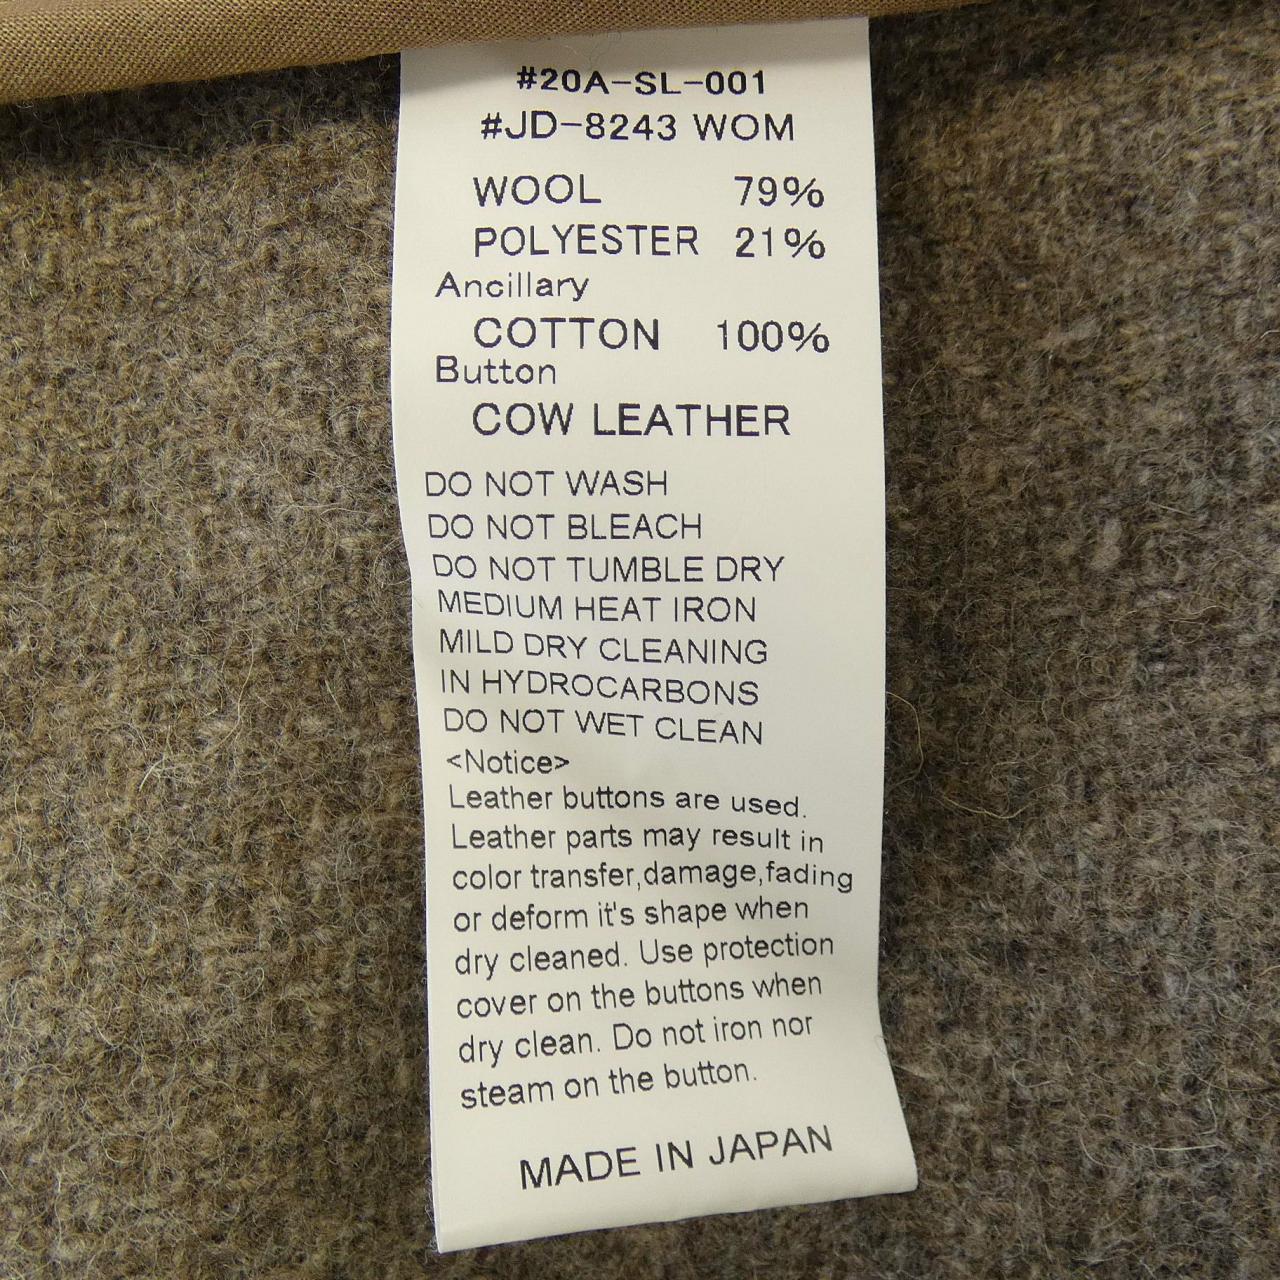 #20A-SL-001
#JD-8243 WOM
WOOL 79%
POLYESTER 21%
Ancillary
COTTON 100%
Button
COW LEATHER
DO NOT WASH
DO NOT BLEACH
DO NOT TUMBLE DRY
MEDIUM HEAT IRON
MILD DRY CLEANING
IN HYDROCARBONS
DO NOT WET CLEAN
<Notice>
Leather buttons are used.
Leather parts may result in
color transfer,damage,fading
or deform it's shape when
dry cleaned. Use protection
cover on the buttons when
dry clean. Do not iron nor
steam on the button.
MADE IN JAPAN